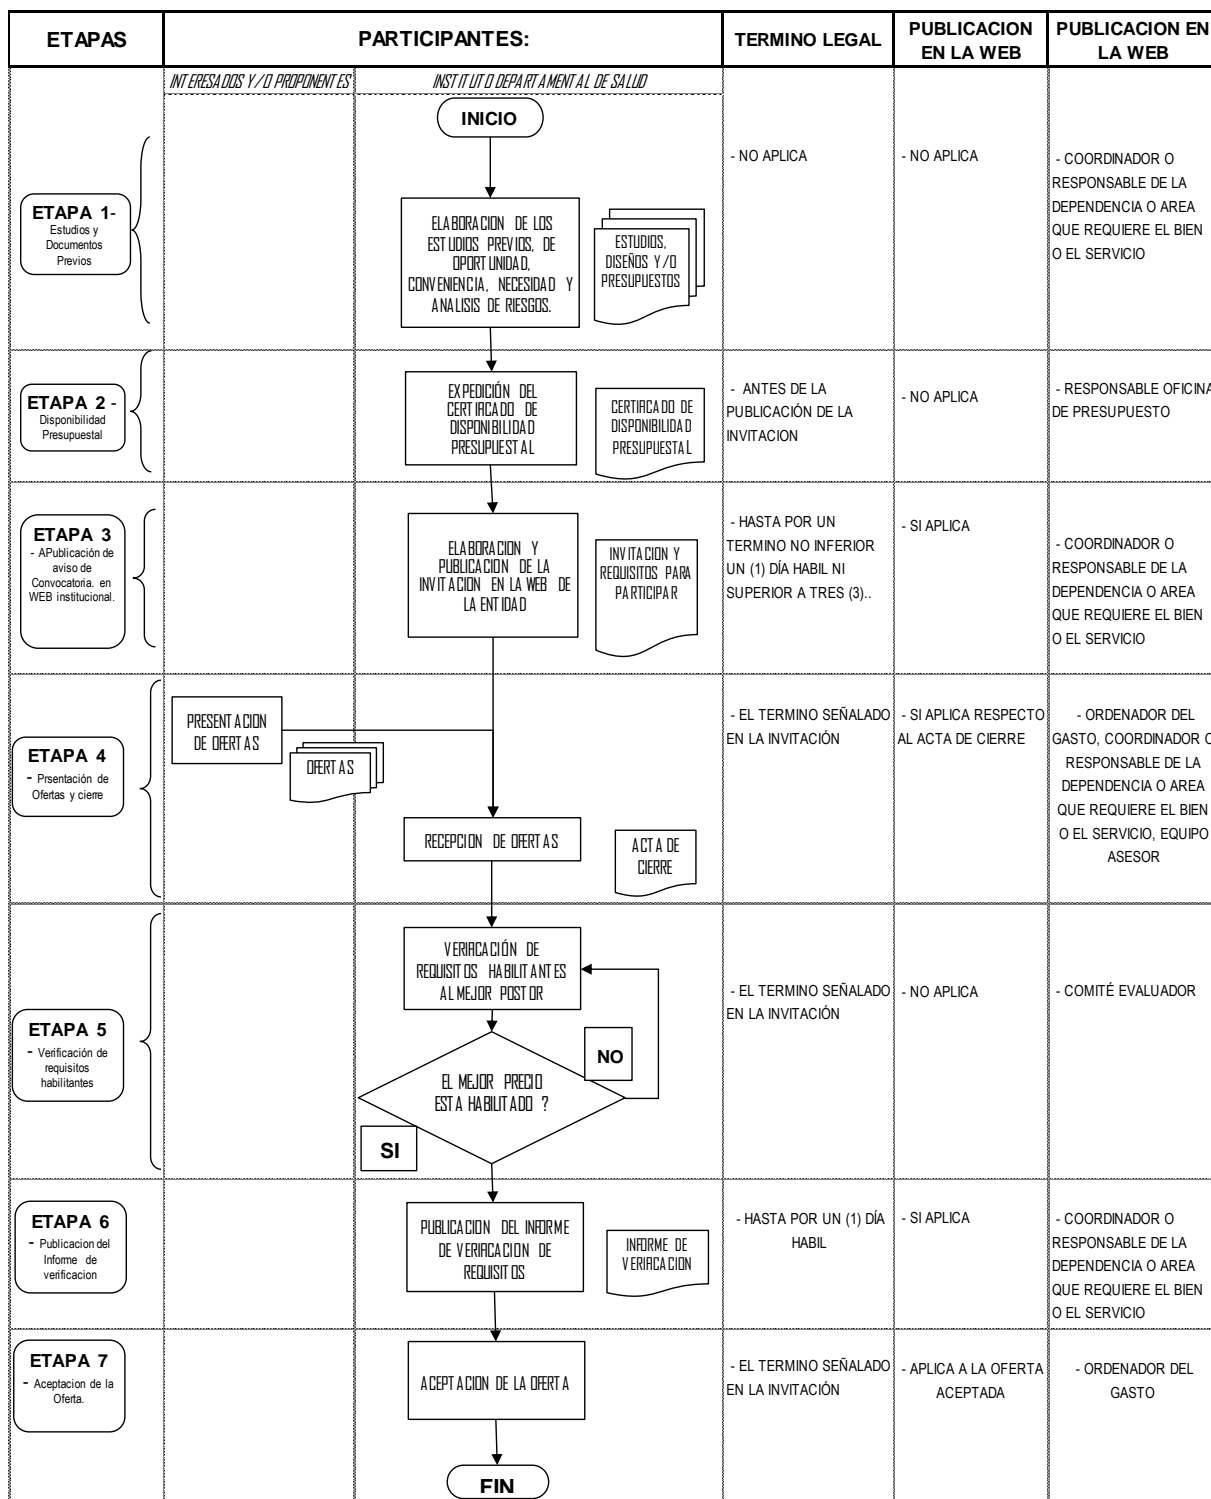 ETAPAS
PARTICIPANTES:
TERMINO LEGAL
PUBLICACION
EN LA WEB
PUBLICACION EN
LA WEB
INTERESADOS Y/O PROPONENTES
INSTITUTO DEPARTAMENTAL DE SALUD
INICIO
ETAPA 1-
Estudios y
Documentos
Previos
ELABORACION DE LOS
ESTUDIOS PREVIOS, DE
OPORTUNIDAD,
CONVENIENCIA, NECESIDAD Y
ANALISIS DE RIESGOS.
ESTUDIOS,
DISEÑOS Y/O
PRESUPUESTOS
- NO APLICA
- NO APLICA
- COORDINADOR O
RESPONSABLE DE LA
DEPENDENCIA O AREA
QUE REQUIERE EL BIEN
O EL SERVICIO
ETAPA 2 -
Disponibilidad
Presupuestal
EXPEDICIÓN DEL
CERTIFICADO DE
DISPONIBILIDAD
PRESUPUESTAL
CERTIFICADO DE
DISPONIBILIDAD
PRESUPUESTAL
- ANTES DE LA
PUBLICACIÓN DE LA
INVITACION
- NO APLICA
- RESPONSABLE OFICINA
DE PRESUPUESTO
ETAPA 3
- APublicación de
aviso de
Convocatoria. en
WEB institucional.
ELABORACION Y
PUBLICACION DE LA
INVITACION EN LA WEB DE
LA ENTIDAD
INVITACION Y
REQUISITOS PARA
PARTICIPAR
- HASTA POR UN
TERMINO NO INFERIOR
UN (1) DÍA HABIL NI
SUPERIOR A TRES (3)..
- SI APLICA
- COORDINADOR O
RESPONSABLE DE LA
DEPENDENCIA O AREA
QUE REQUIERE EL BIEN
O EL SERVICIO
ETAPA 4
- Prsentación de
Ofertas y cierre
PRESENTACION
DE OFERTAS
OFERTAS
RECEPCION DE OFERTAS
ACTA DE
CIERRE
- EL TERMINO SEÑALADO
EN LA INVITACIÓN
- SI APLICA RESPECTO
AL ACTA DE CIERRE
- ORDENADOR DEL
GASTO, COORDINADOR O
RESPONSABLE DE LA
DEPENDENCIA O AREA
QUE REQUIERE EL BIEN
O EL SERVICIO, EQUIPO
ASESOR
ETAPA 5
- Verificación de
requisitos
habilitantes
VERIFICACIÓN DE
REQUISITOS HABILITANTES
AL MEJOR POSTOR
EL MEJOR PRECIO
ESTA HABILITADO ?
NO
SI
- EL TERMINO SEÑALADO
EN LA INVITACIÓN
- NO APLICA
- COMITÉ EVALUADOR
ETAPA 6
- Publicacion del
Informe de
verificacion
PUBLICACION DEL INFORME
DE VERIFICACION DE
REQUISITOS
INFORME DE
VERIFICACION
- HASTA POR UN (1) DÍA
HABIL
- SI APLICA
- COORDINADOR O
RESPONSABLE DE LA
DEPENDENCIA O AREA
QUE REQUIERE EL BIEN
O EL SERVICIO
ETAPA 7
- Aceptacion de la
Oferta.
ACEPTACION DE LA OFERTA
- EL TERMINO SEÑALADO
EN LA INVITACIÓN
- APLICA A LA OFERTA
ACEPTADA
- ORDENADOR DEL
GASTO
FIN